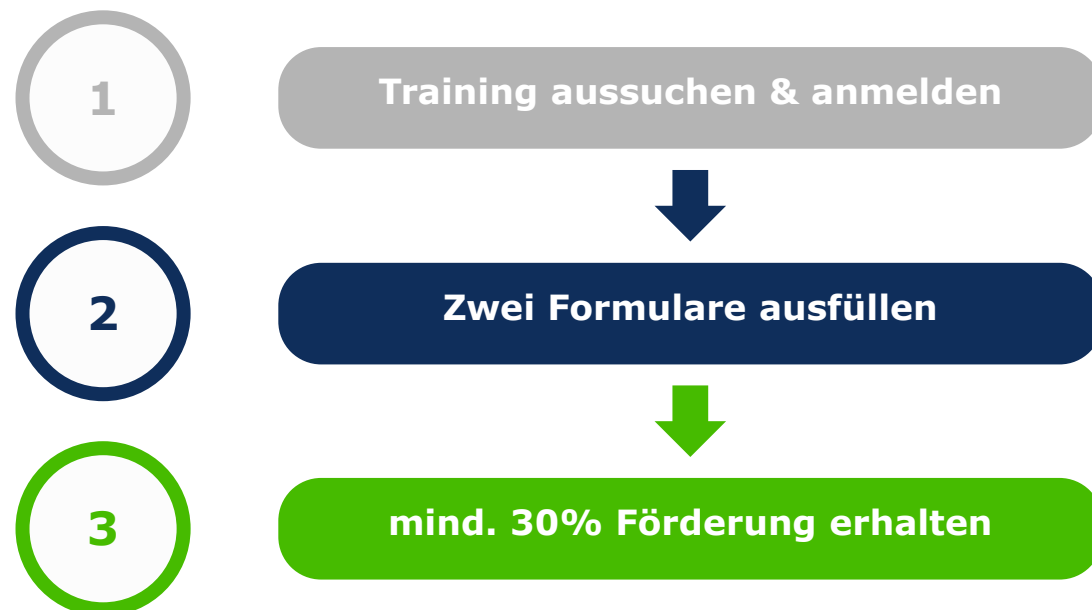 1
Training aussuchen & anmelden
2
Zwei Formulare ausfüllen
3
mind. 30% Förderung erhalten